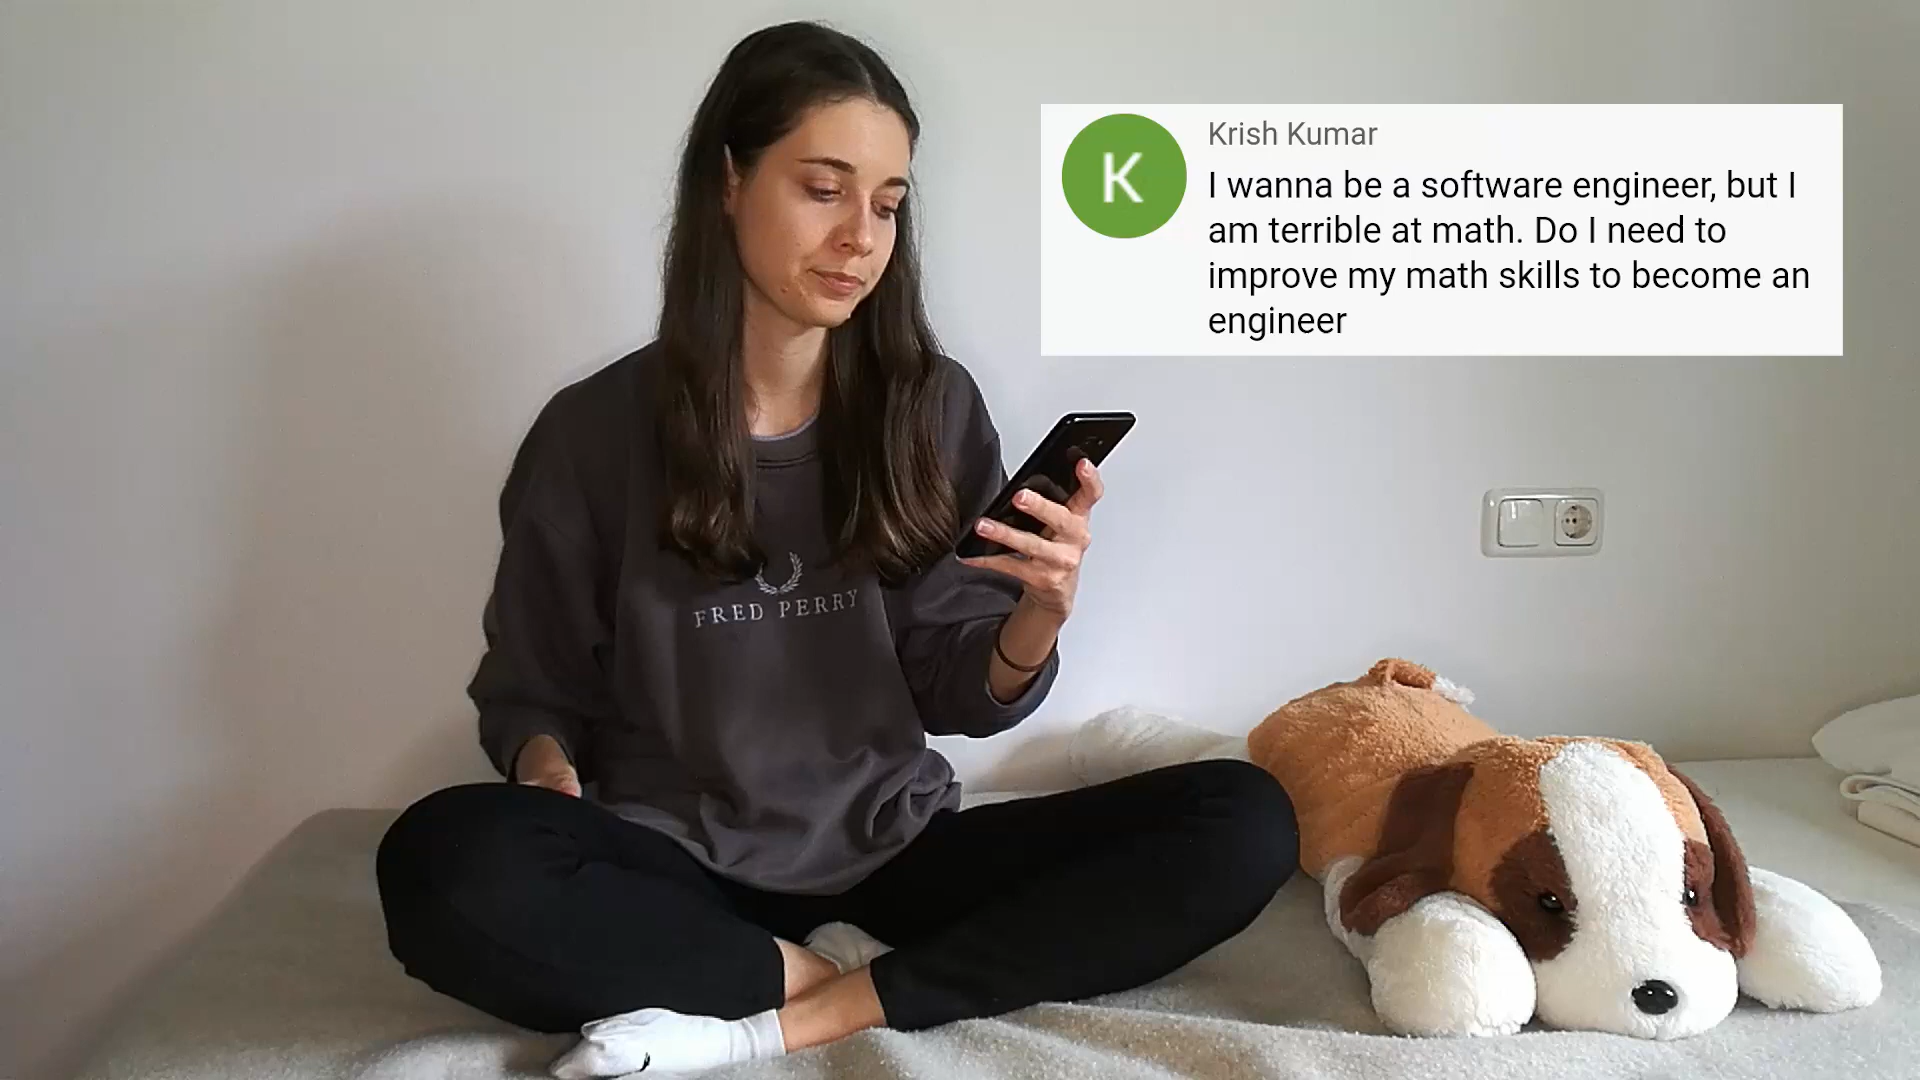 K
Krish Kumar
I wanna be a software engineer, but I
am terrible at math. Do I need to
improve my math skills to become an
engineer
FRED PERRY